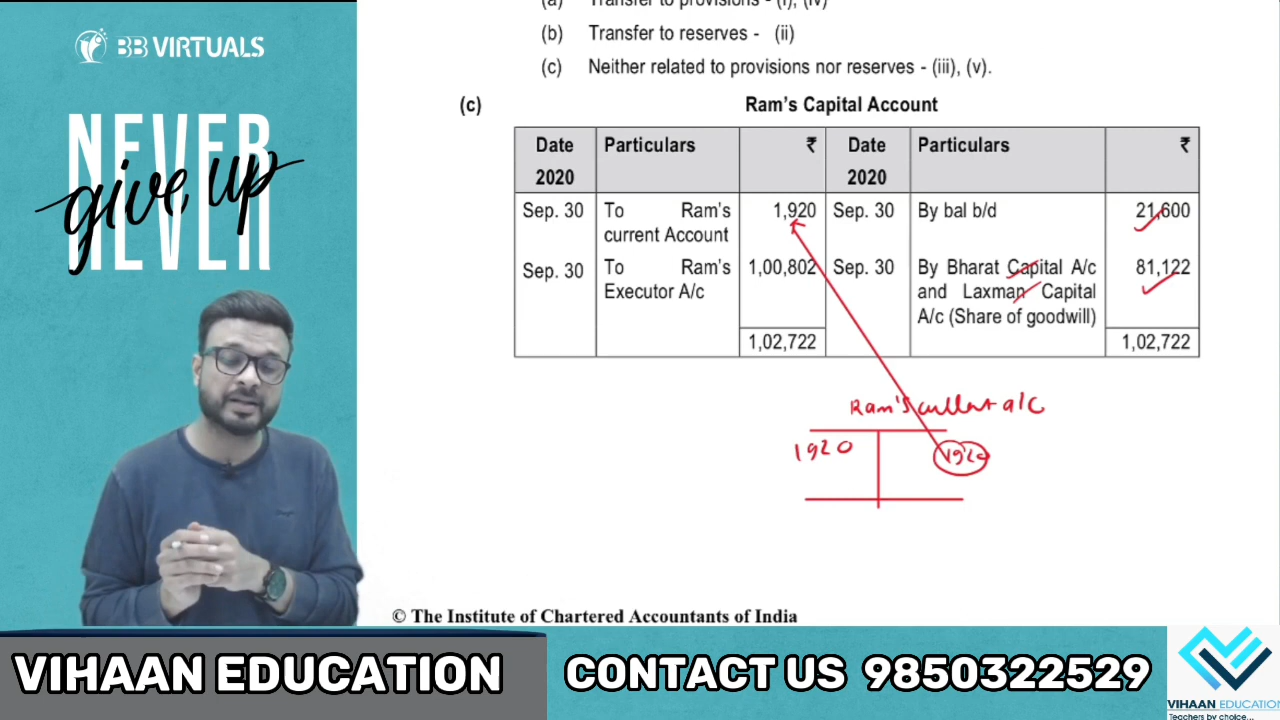 (a) Transfer to provisions - (i), (iv)
BB VIRTUALS
(b) Transfer to reserves - (ii)
(c) Neither related to provisions nor reserves - (iii), (v).
NEVER
give up
NEVER
(c) Ram's Capital Account
Date 2020 Particulars ₹ Date 2020 Particulars ₹
Sep. 30 To Ram's current Account 1,920 Sep. 30 By bal b/d 21,600
Sep. 30 To Ram's Executor A/c 1,00,802 Sep. 30 By Bharat Capital A/c and Laxman Capital A/c (Share of goodwill) 81,122
1,02,722 1,02,722
Ram's current a/c
1920 1920
© The Institute of Chartered Accountants of India
VIHAAN EDUCATION CONTACT US 9850322529
VIHAAN EDUCATION
Teachers by choice...